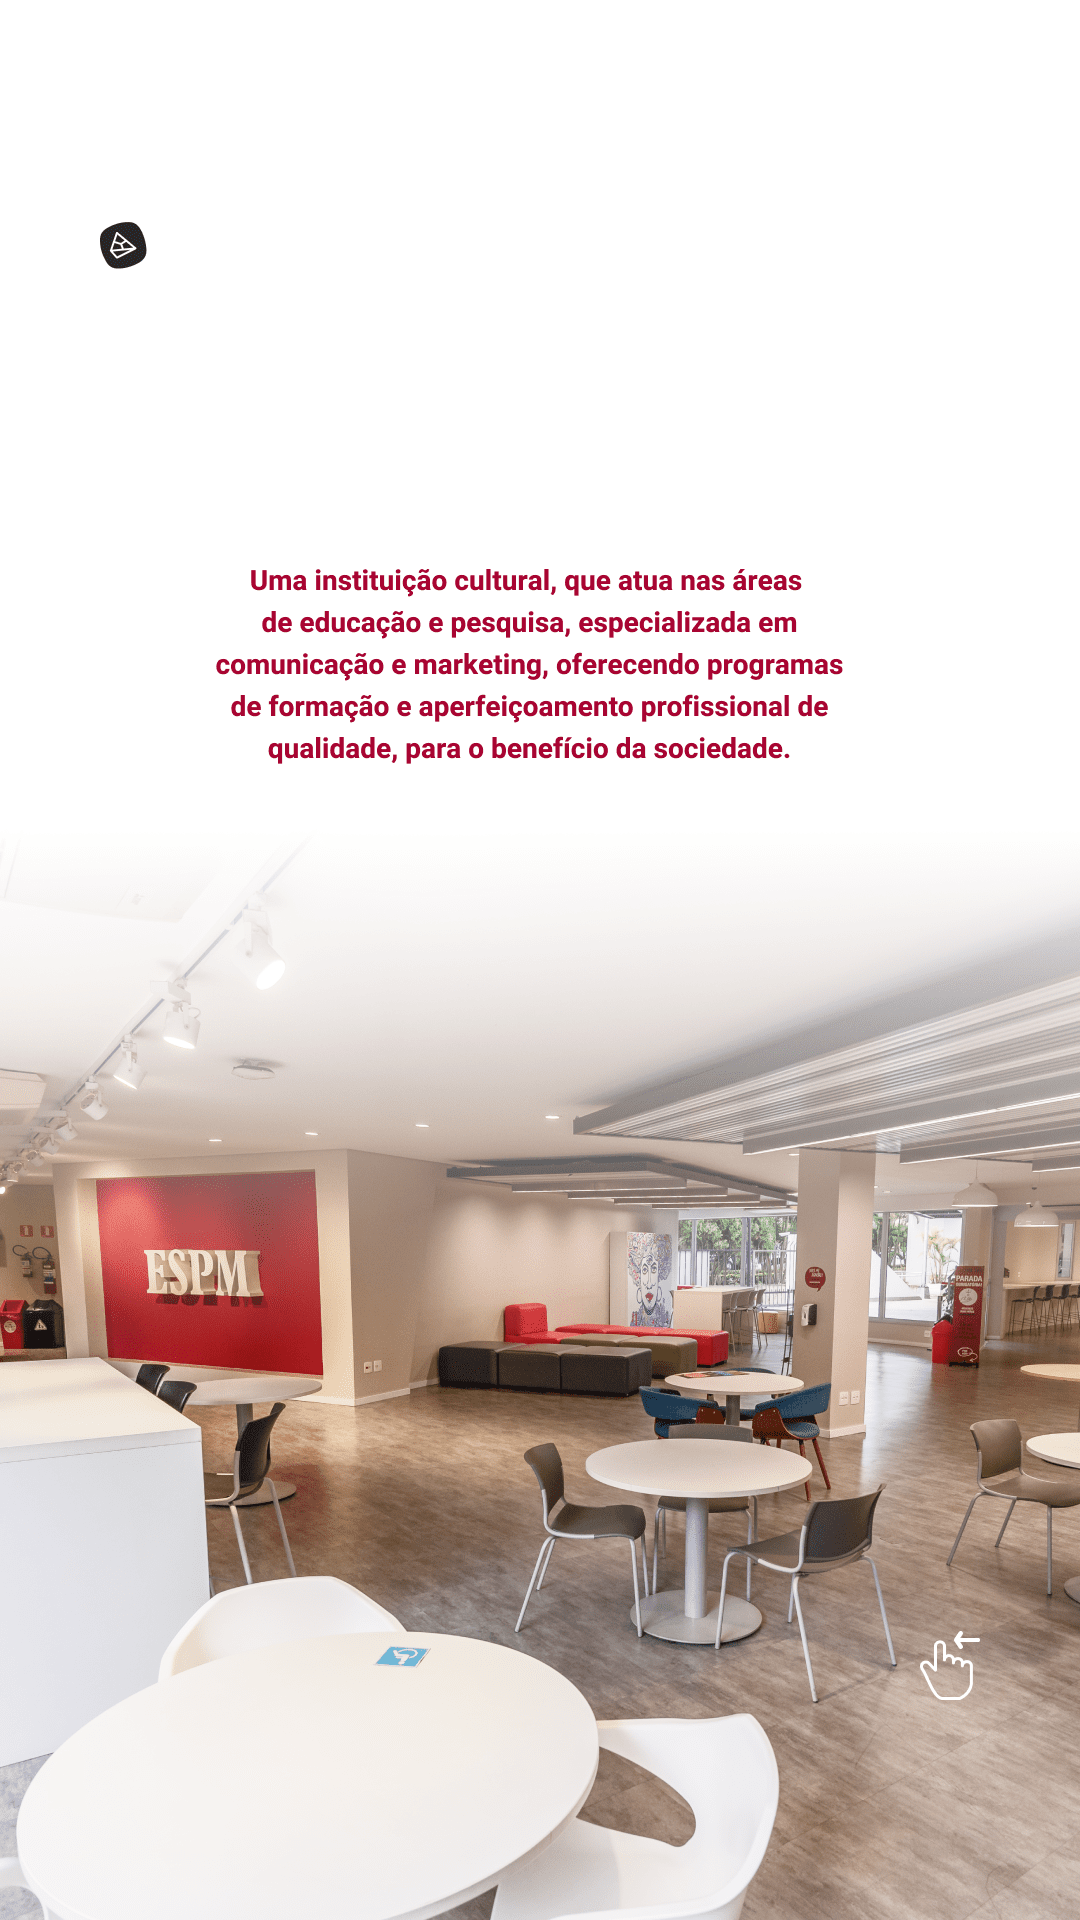 Uma instituição cultural, que atua nas áreas
de educação e pesquisa, especializada em
comunicação e marketing, oferecendo programas
de formação e aperfeiçoamento profissional de
qualidade, para o benefício da sociedade.
ESPM
PARADA